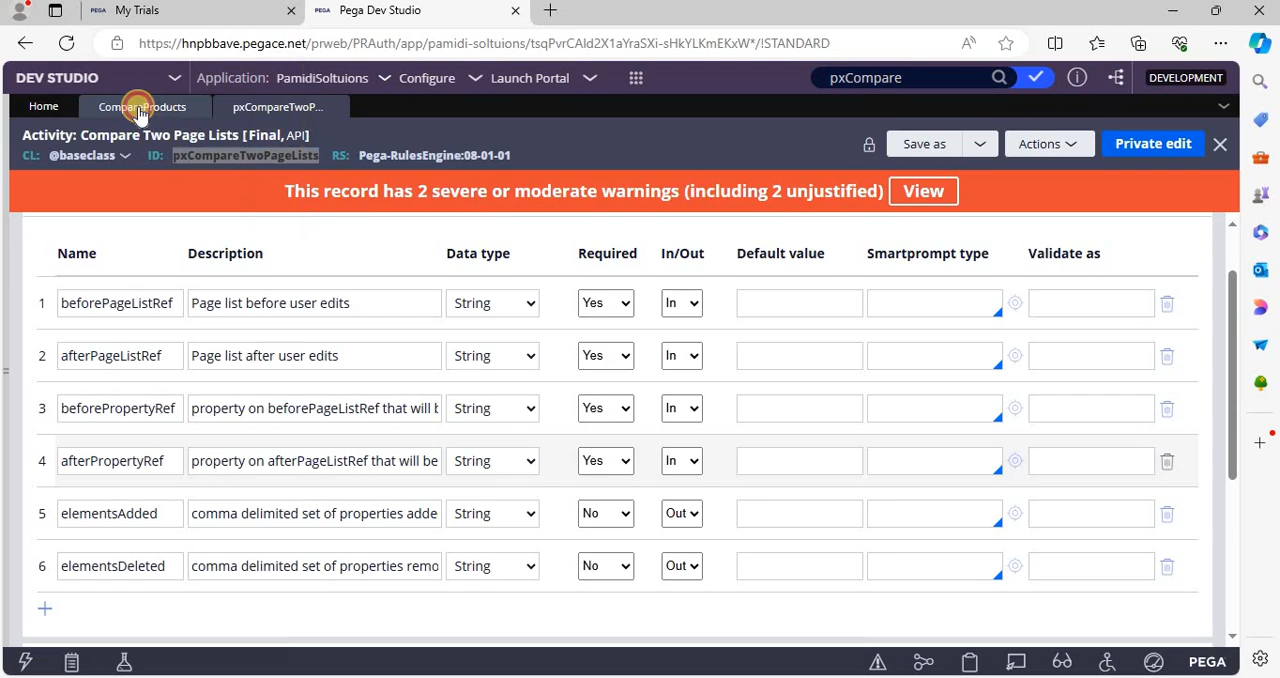 PEGA My Trials
PEGA Pega Dev Studio
https://hnpbbave.pegace.net/prweb/PRAuth/app/pamidi-soltuions/tsqPvrCAld2X1aYraSXi-sHkYLKmEKxW*/!STANDARD
DEV STUDIO Application: PamidiSoltuions Configure Launch Portal pxCompare DEVELOPMENT
Home CompareProducts pxCompareTwoP...
Activity: Compare Two Page Lists [Final, API]
CL: @baseclass ID: pxCompareTwoPageLists RS: Pega-RulesEngine:08-01-01
Save as Actions Private edit
This record has 2 severe or moderate warnings (including 2 unjustified) View
Name Description Data type Required In/Out Default value Smartprompt type Validate as
1 beforePageListRef Page list before user edits String Yes In
2 afterPageListRef Page list after user edits String Yes In
3 beforePropertyRef property on beforePageListRef that will b String Yes In
4 afterPropertyRef property on afterPageListRef that will be String Yes In
5 elementsAdded comma delimited set of properties adde String No Out
6 elementsDeleted comma delimited set of properties remo String No Out
PEGA